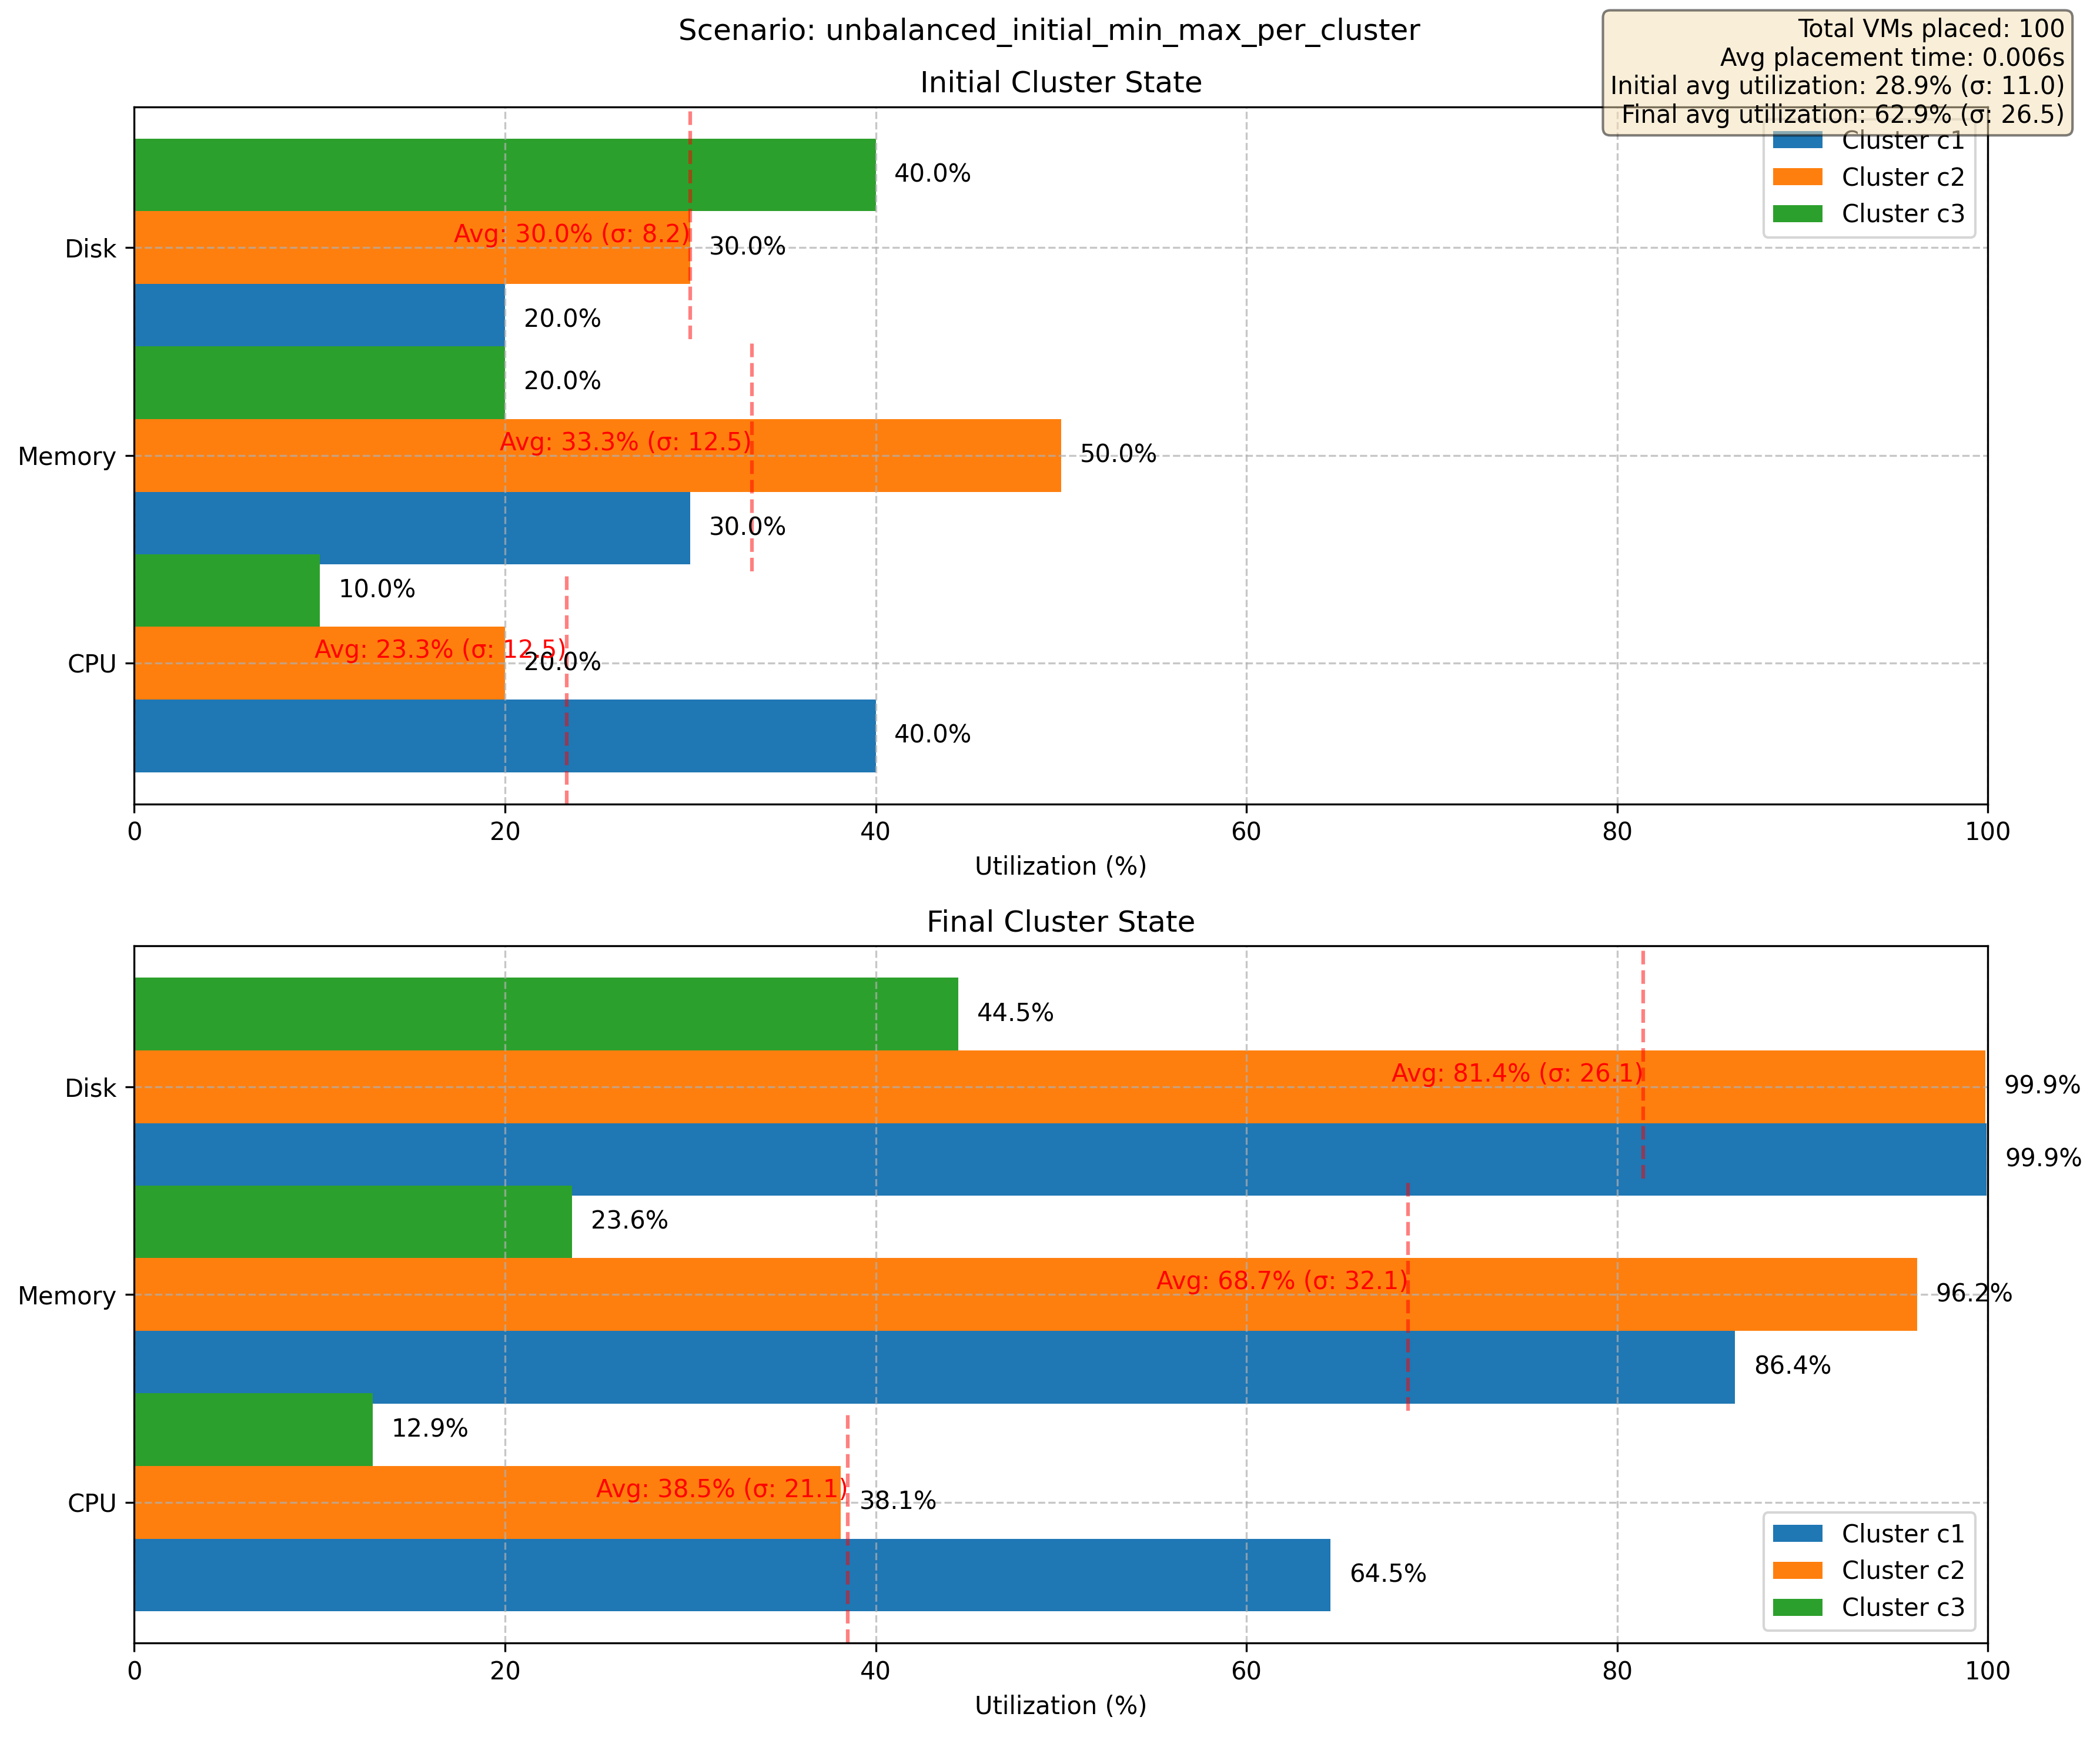 Scenario: unbalanced_initial_min_max_per_cluster
Total VMs placed: 100
Avg placement time: 0.006s
Initial avg utilization: 28.9% (σ: 11.0)
Final avg utilization: 62.9% (σ: 26.5)
Initial Cluster State
Cluster c1
Cluster c2
Cluster c3
40.0%
Disk
Avg: 30.0% (σ: 8.2)
30.0%
20.0%
20.0%
Memory
Avg: 33.3% (σ: 12.5)
50.0%
30.0%
10.0%
CPU
Avg: 23.3% (σ: 12.5)
20.0%
40.0%
0 20 40 60 80 100
Utilization (%)
Final Cluster State
44.5%
Disk
Avg: 81.4% (σ: 26.1)
99.9%
99.9%
23.6%
Memory
Avg: 68.7% (σ: 32.1)
96.2%
86.4%
12.9%
CPU
Avg: 38.5% (σ: 21.1)
38.1%
64.5%
Cluster c1
Cluster c2
Cluster c3
0 20 40 60 80 100
Utilization (%)